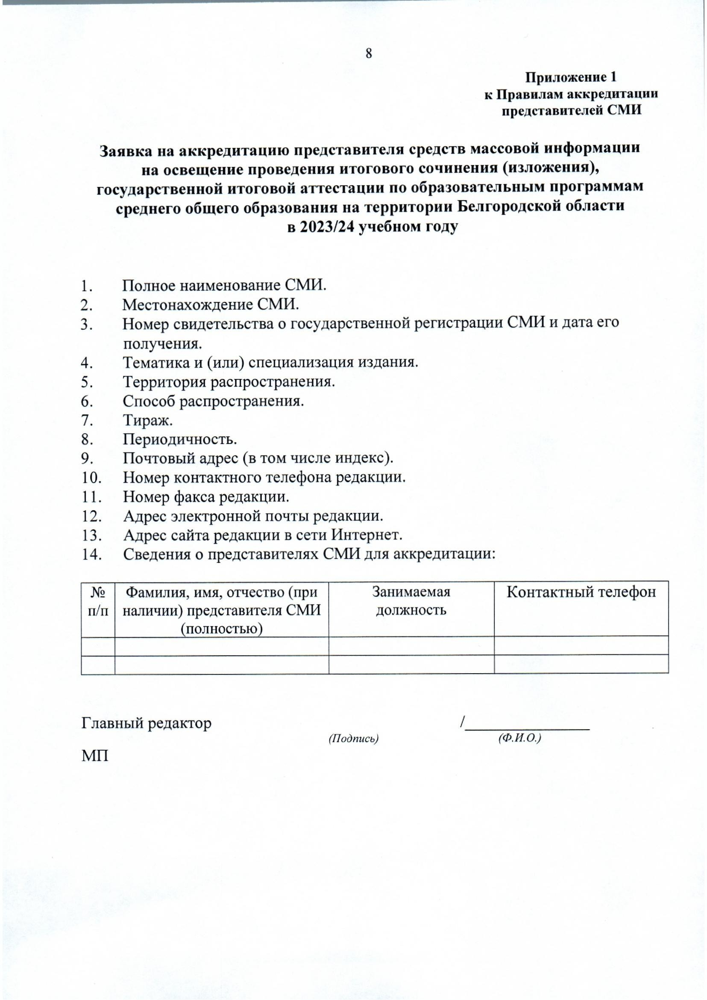 8
Приложение 1
к Правилам аккредитации
представителей СМИ
Заявка на аккредитацию представителя средств массовой информации
на освещение проведения итогового сочинения (изложения),
государственной итоговой аттестации по образовательным программам
среднего общего образования на территории Белгородской области
в 2023/24 учебном году
1. Полное наименование СМИ.
2. Местонахождение СМИ.
3. Номер свидетельства о государственной регистрации СМИ и дата его
получения.
4. Тематика и (или) специализация издания.
5. Территория распространения.
6. Способ распространения.
7. Тираж.
8. Периодичность.
9. Почтовый адрес (в том числе индекс).
10. Номер контактного телефона редакции.
11. Номер факса редакции.
12. Адрес электронной почты редакции.
13. Адрес сайта редакции в сети Интернет.
14. Сведения о представителях СМИ для аккредитации:
№ Фамилия, имя, отчество (при Занимаемая Контактный телефон
п/п наличии) представителя СМИ должность
(полностью)
Главный редактор /_______________
(Подпись) (Ф.И.О.)
МП